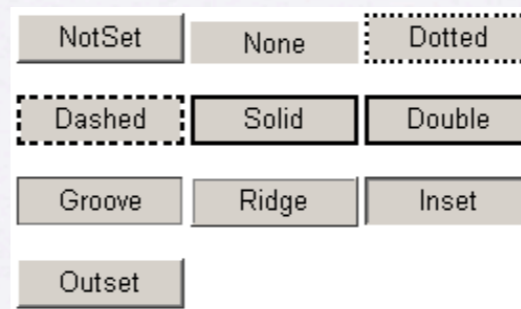 NotSet None Dotted
Dashed Solid Double
Groove Ridge Inset
Outset